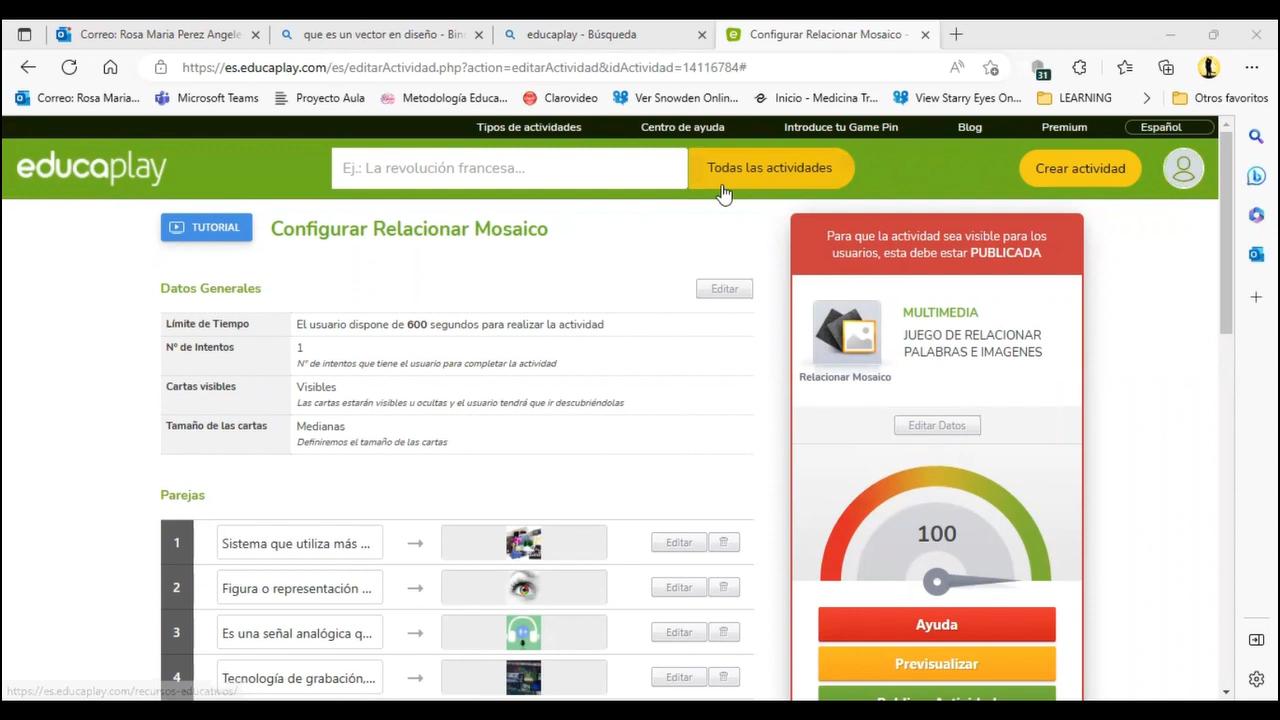 Correo: Rosa Maria Perez Angele
que es un vector en diseño - Bin
educaplay - Búsqueda
Configurar Relacionar Mosaico -
https://es.educaplay.com/es/editarActividad.php?action=editarActividad&idActividad=14116784#
31
Correo: Rosa Maria...
Microsoft Teams
Proyecto Aula
Metodología Educa...
Clarovideo
Ver Snowden Onlin...
Inicio - Medicina Tr...
View Starry Eyes On...
LEARNING
Otros favoritos
Tipos de actividades
Centro de ayuda
Introduce tu Game Pin
Blog
Premium
Español
educaplay
Ej.: La revolución francesa...
Todas las actividades
Crear actividad
TUTORIAL
Configurar Relacionar Mosaico
Datos Generales
Editar
Límite de Tiempo
El usuario dispone de 600 segundos para realizar la actividad
Nº de Intentos
1
Nº de intentos que tiene el usuario para completar la actividad
Cartas visibles
Visibles
Las cartas estarán visibles u ocultas y el usuario tendrá que ir descubriéndolas
Tamaño de las cartas
Medianas
Definiremos el tamaño de las cartas
Parejas
1
Sistema que utiliza más ...
Editar
2
Figura o representación ...
Editar
3
Es una señal analógica q...
Editar
4
Tecnología de grabación,...
Editar
Para que la actividad sea visible para los
usuarios, esta debe estar PUBLICADA
MULTIMEDIA
JUEGO DE RELACIONAR
PALABRAS E IMAGENES
Relacionar Mosaico
Editar Datos
100
Ayuda
Previsualizar
Publicar Actividad
https://es.educaplay.com/recursos-educativos/